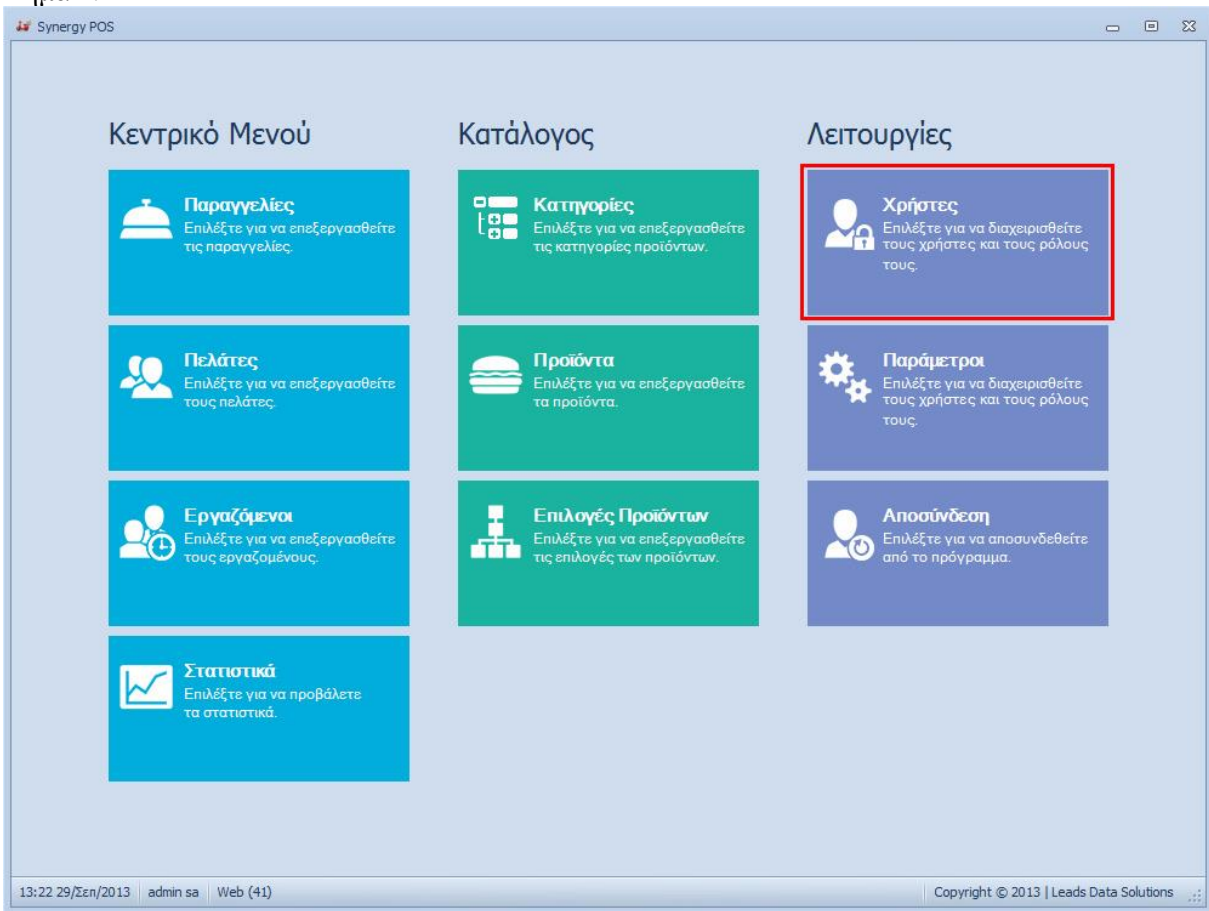 Synergy POS
Κεντρικό Μενού
Παραγγελίες
Επιλέξτε για να επεξεργασθείτε
τις παραγγελίες.
Πελάτες
Επιλέξτε για να επεξεργασθείτε
τους πελάτες.
Εργαζόμενοι
Επιλέξτε για να επεξεργασθείτε
τους εργαζομένους.
Στατιστικά
Επιλέξτε για να προβάλετε
τα στατιστικά.
Κατάλογος
Κατηγορίες
Επιλέξτε για να επεξεργασθείτε
τις κατηγορίες προϊόντων.
Προϊόντα
Επιλέξτε για να επεξεργασθείτε
τα προϊόντα.
Επιλογές Προϊόντων
Επιλέξτε για να επεξεργασθείτε
τις επιλογές των προϊόντων.
Λειτουργίες
Χρήστες
Επιλέξτε για να διαχειρισθείτε
τους χρήστες και τους ρόλους
τους.
Παράμετροι
Επιλέξτε για να διαχειρισθείτε
τους χρήστες και τους ρόλους
τους.
Αποσύνδεση
Επιλέξτε για να αποσυνδεθείτε
από το πρόγραμμα.
13:22 29/Σεπ/2013 admin sa Web (41) Copyright © 2013 | Leads Data Solutions